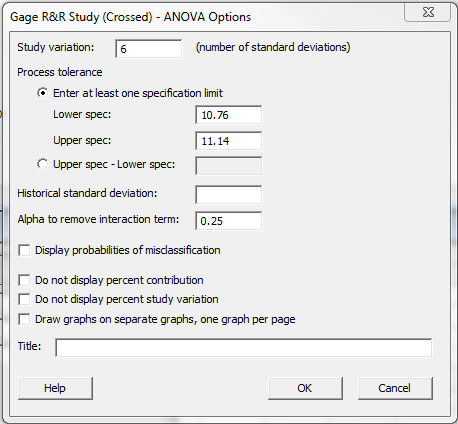 Gage R&R Study (Crossed) - ANOVA Options
Study variation: 6 (number of standard deviations)
Process tolerance
Enter at least one specification limit
Lower spec: 10.76
Upper spec: 11.14
Upper spec - Lower spec:
Historical standard deviation:
Alpha to remove interaction term: 0.25
Display probabilities of misclassification
Do not display percent contribution
Do not display percent study variation
Draw graphs on separate graphs, one graph per page
Title:
Help OK Cancel